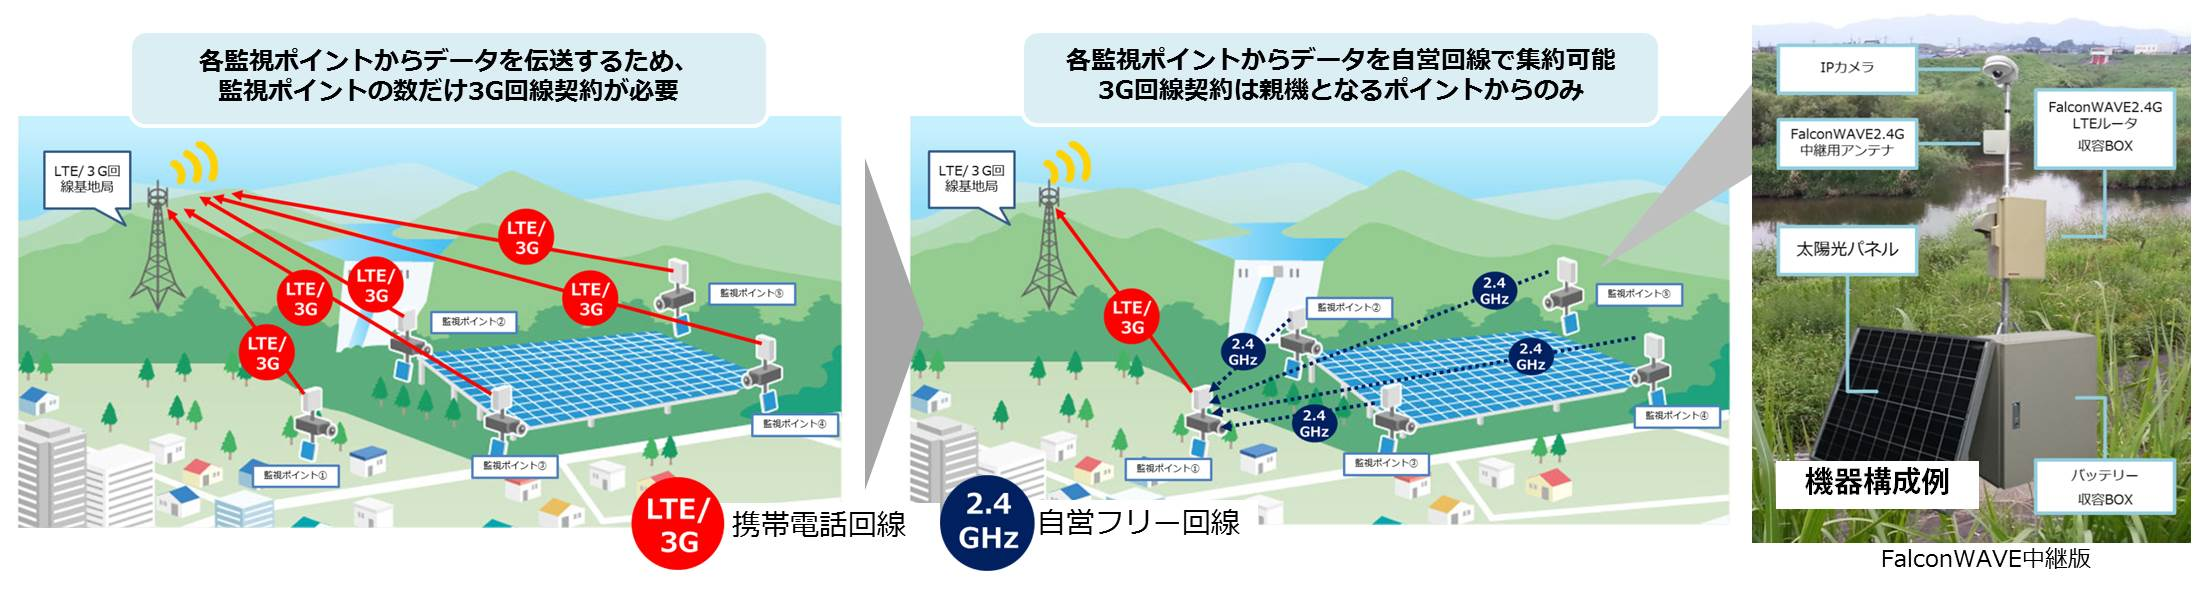 各監視ポイントからデータを伝送するため、
監視ポイントの数だけ3G回線契約が必要
LTE/３G回
線基地局
LTE/
3G
LTE/
3G
LTE/
3G
LTE/
3G
LTE/
3G
監視ポイント⑤
監視ポイント②
監視ポイント④
監視ポイント③
監視ポイント①
LTE/
3G
携帯電話回線
各監視ポイントからデータを自営回線で集約可能
3G回線契約は親機となるポイントからのみ
LTE/３G回
線基地局
LTE/
3G
2.4
GHz
2.4
GHz
2.4
GHz
2.4
GHz
監視ポイント②
監視ポイント⑤
監視ポイント④
監視ポイント③
監視ポイント①
2.4
GHz
自営フリー回線
IPカメラ
FalconWAVE2.4G
中継用アンテナ
FalconWAVE2.4G
LTEルータ
収容BOX
太陽光パネル
バッテリー
収容BOX
機器構成例
FalconWAVE中継版